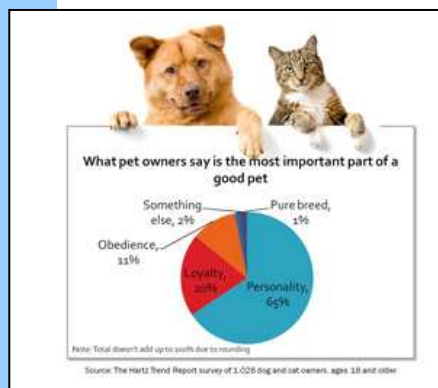 What pet owners say is the most important part of a
good pet
Something
else, 2%
Pure breed,
1%
Obedience,
11%
Loyalty,
20%
Personality,
65%
Note: Total doesn't add up to 100% due to rounding
Source: The Hartz Trend Report survey of 1,028 dog and cat owners, ages 18 and older